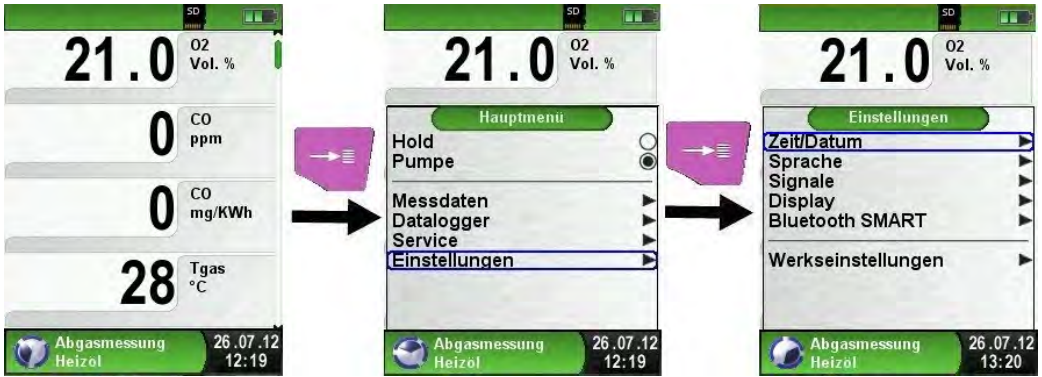 SD
21.0
O2
Vol. %
0
CO
ppm
0
CO
mg/KWh
28
Tgas
°C
Abgasmessung
Heizöl
26.07.12
12:19
SD
21.0
O2
Vol. %
Hauptmenü
Hold
Pumpe
Messdaten
Datalogger
Service
Einstellungen
Abgasmessung
Heizöl
26.07.12
12:19
SD
21.0
O2
Vol. %
Einstellungen
Zeit/Datum
Sprache
Signale
Display
Bluetooth SMART
Werkseinstellungen
Abgasmessung
Heizöl
26.07.12
13:20